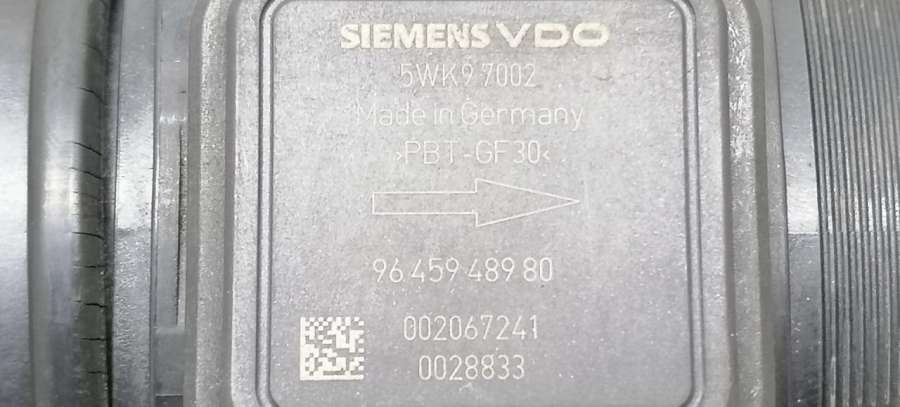 SIEMENS VDO
5WK9 7002
Made in Germany
>PBT-GF30<
96 459 489 80
002067241
0028833